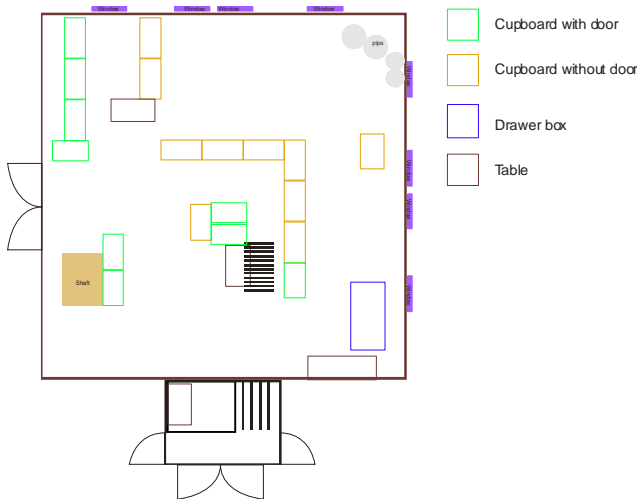 Window
Window
Window
Window
Cupboard with door
pips
Cupboard without door
Window
Drawer box
Window
Table
Window
Shaft
Window